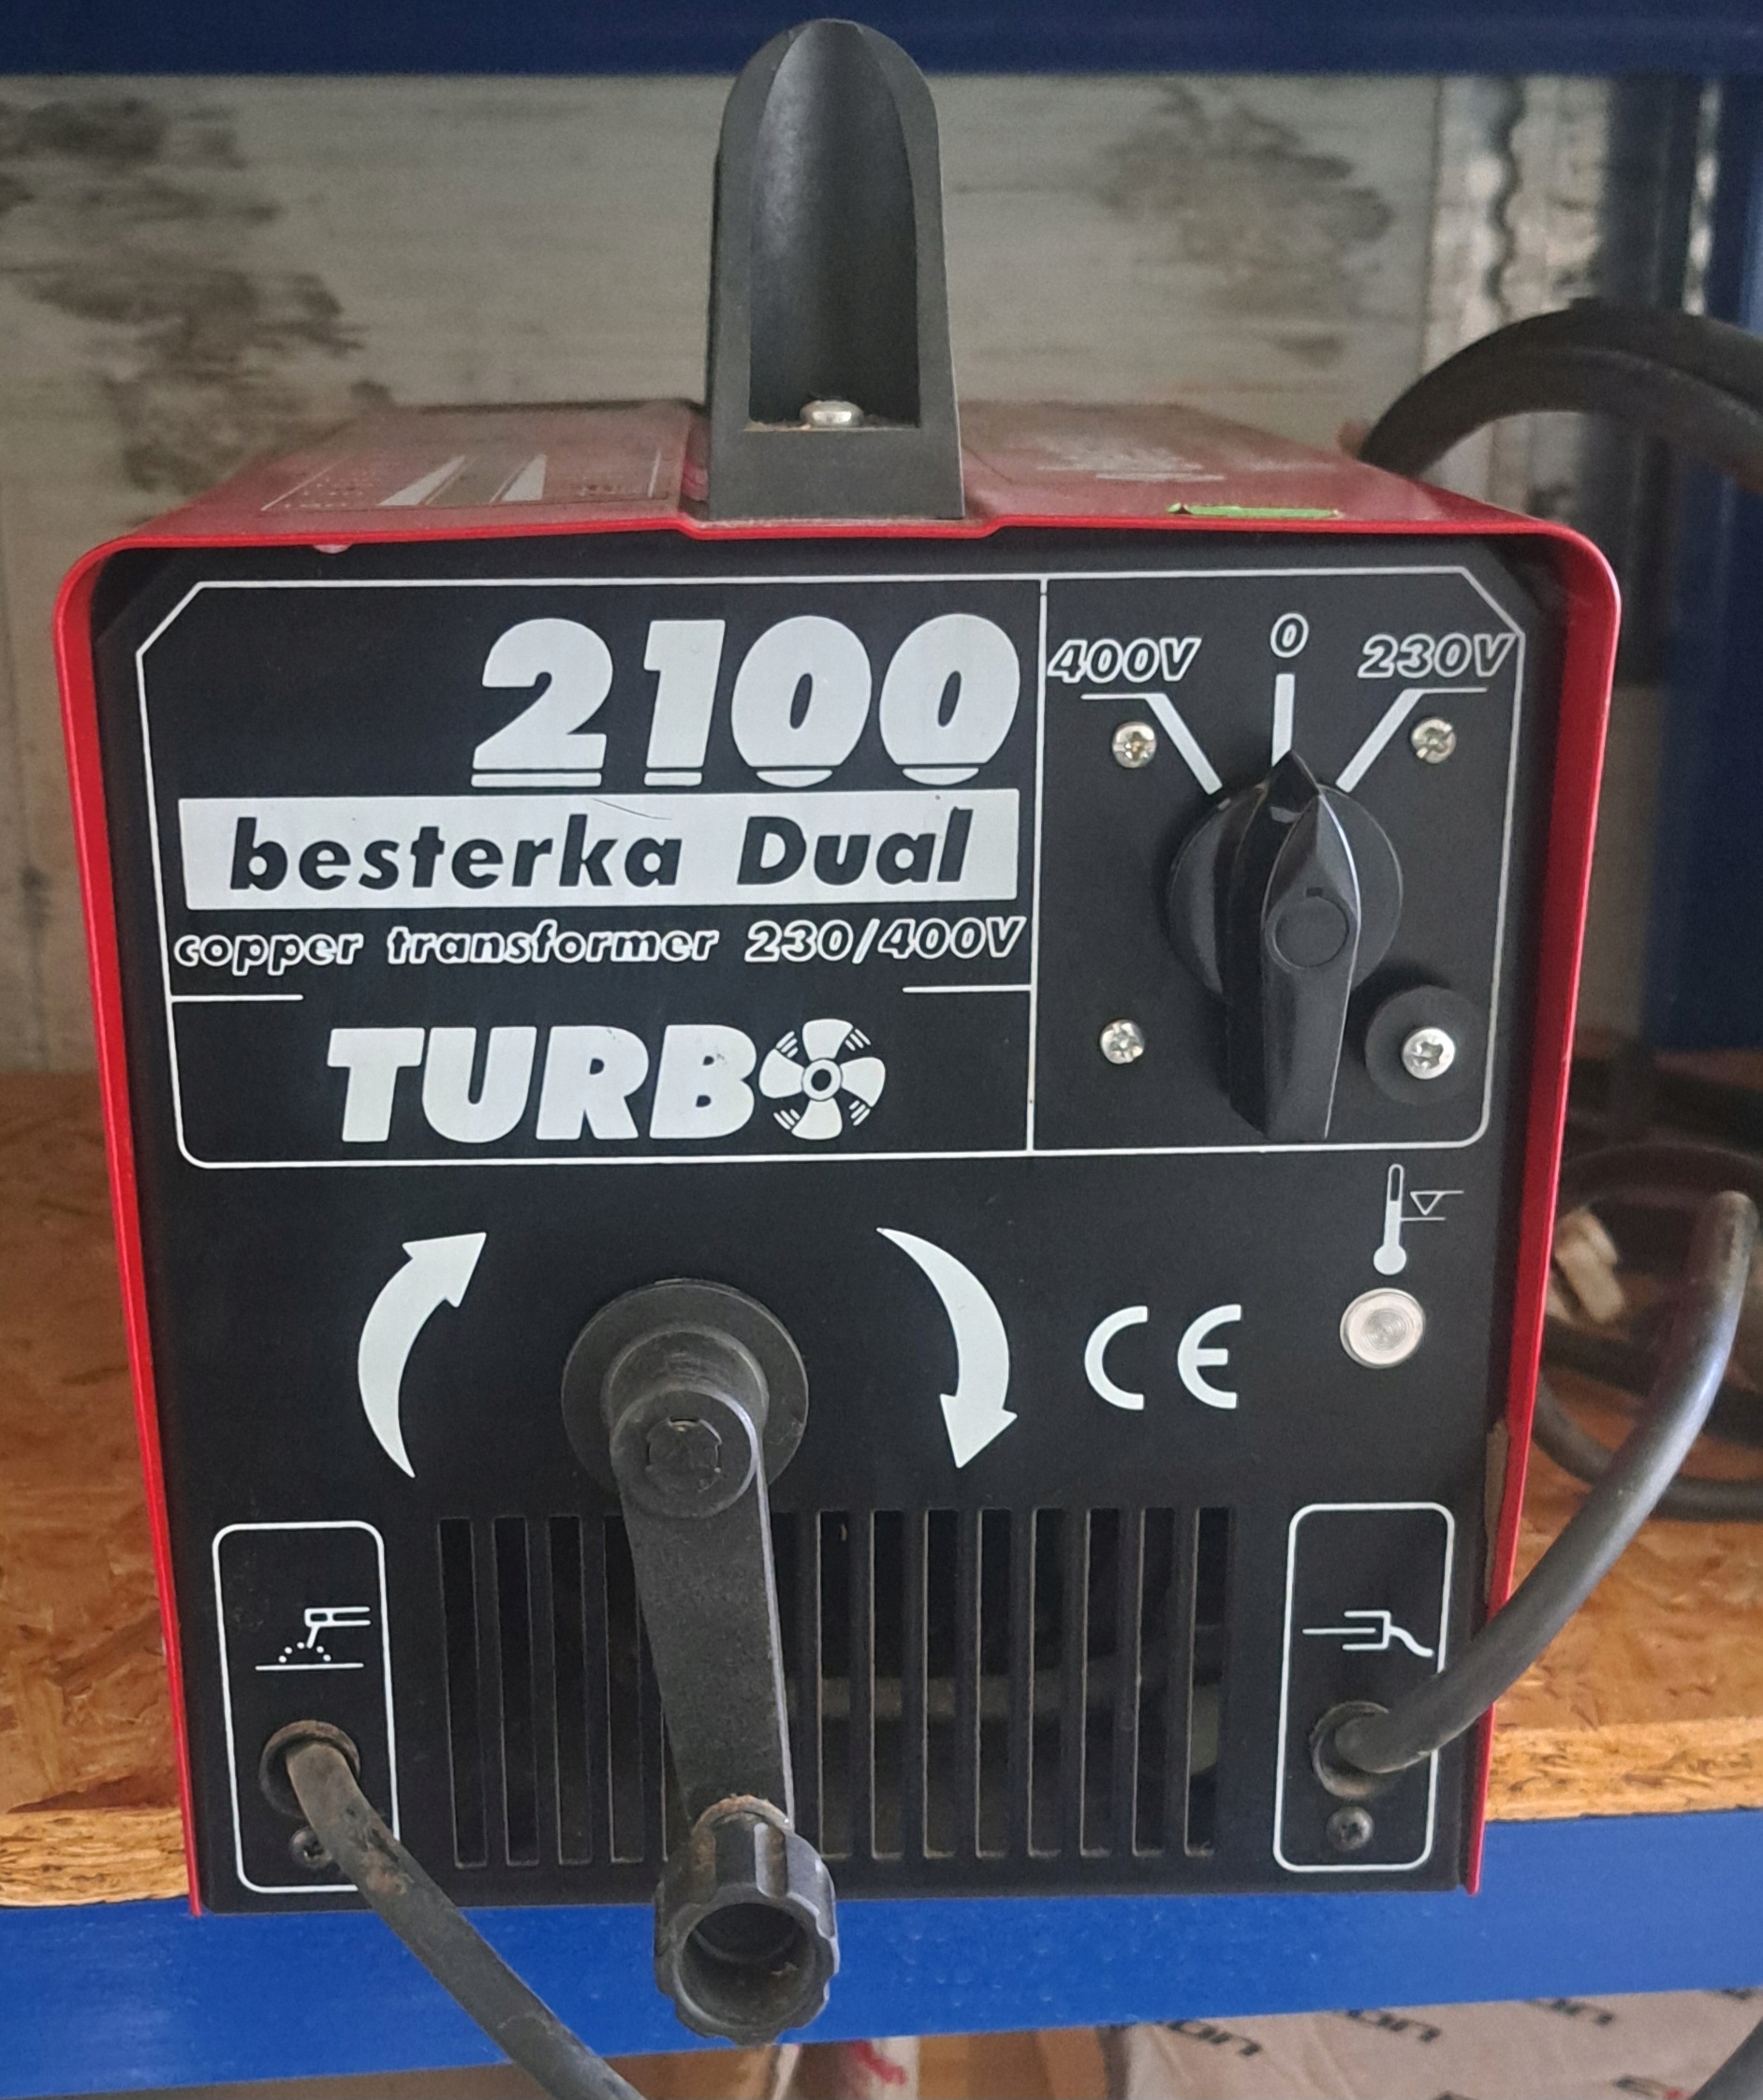 2100
besterka Dual
copper transformer 230/400V
TURBO
400V
0
230V
CE